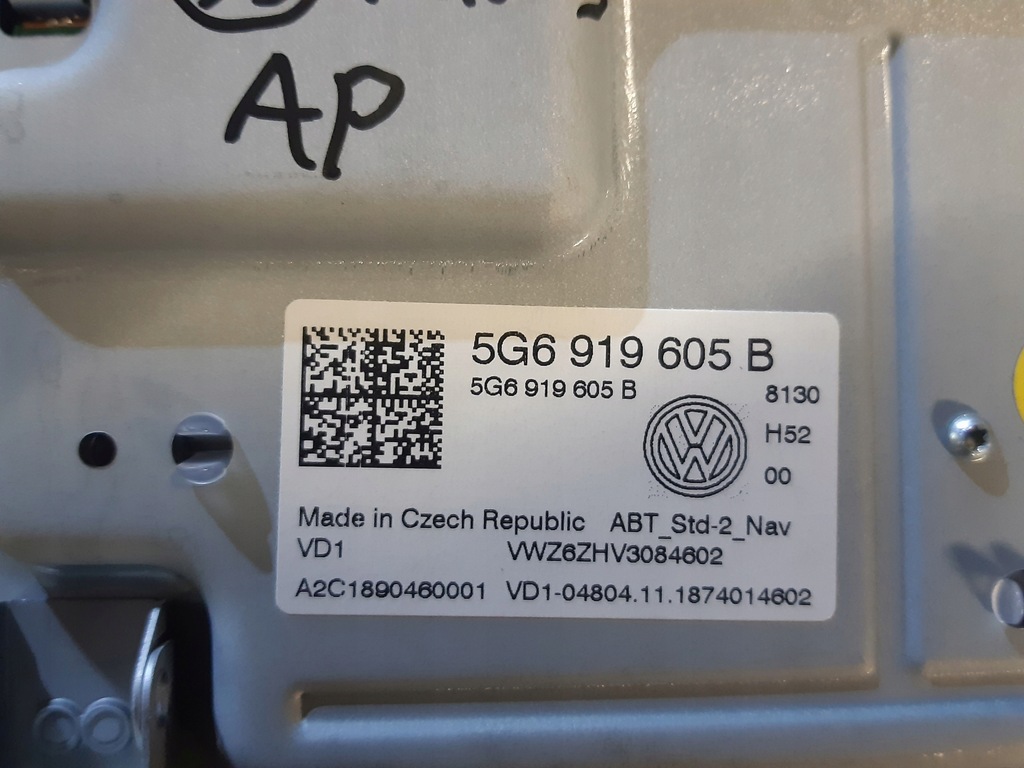 AP
5G6 919 605 B
5G6 919 605 B
8130
H52
00
Made in Czech Republic ABT_Std-2_Nav
VD1 VWZ6ZHV3084602
A2C1890460001 VD1-04804.11.1874014602